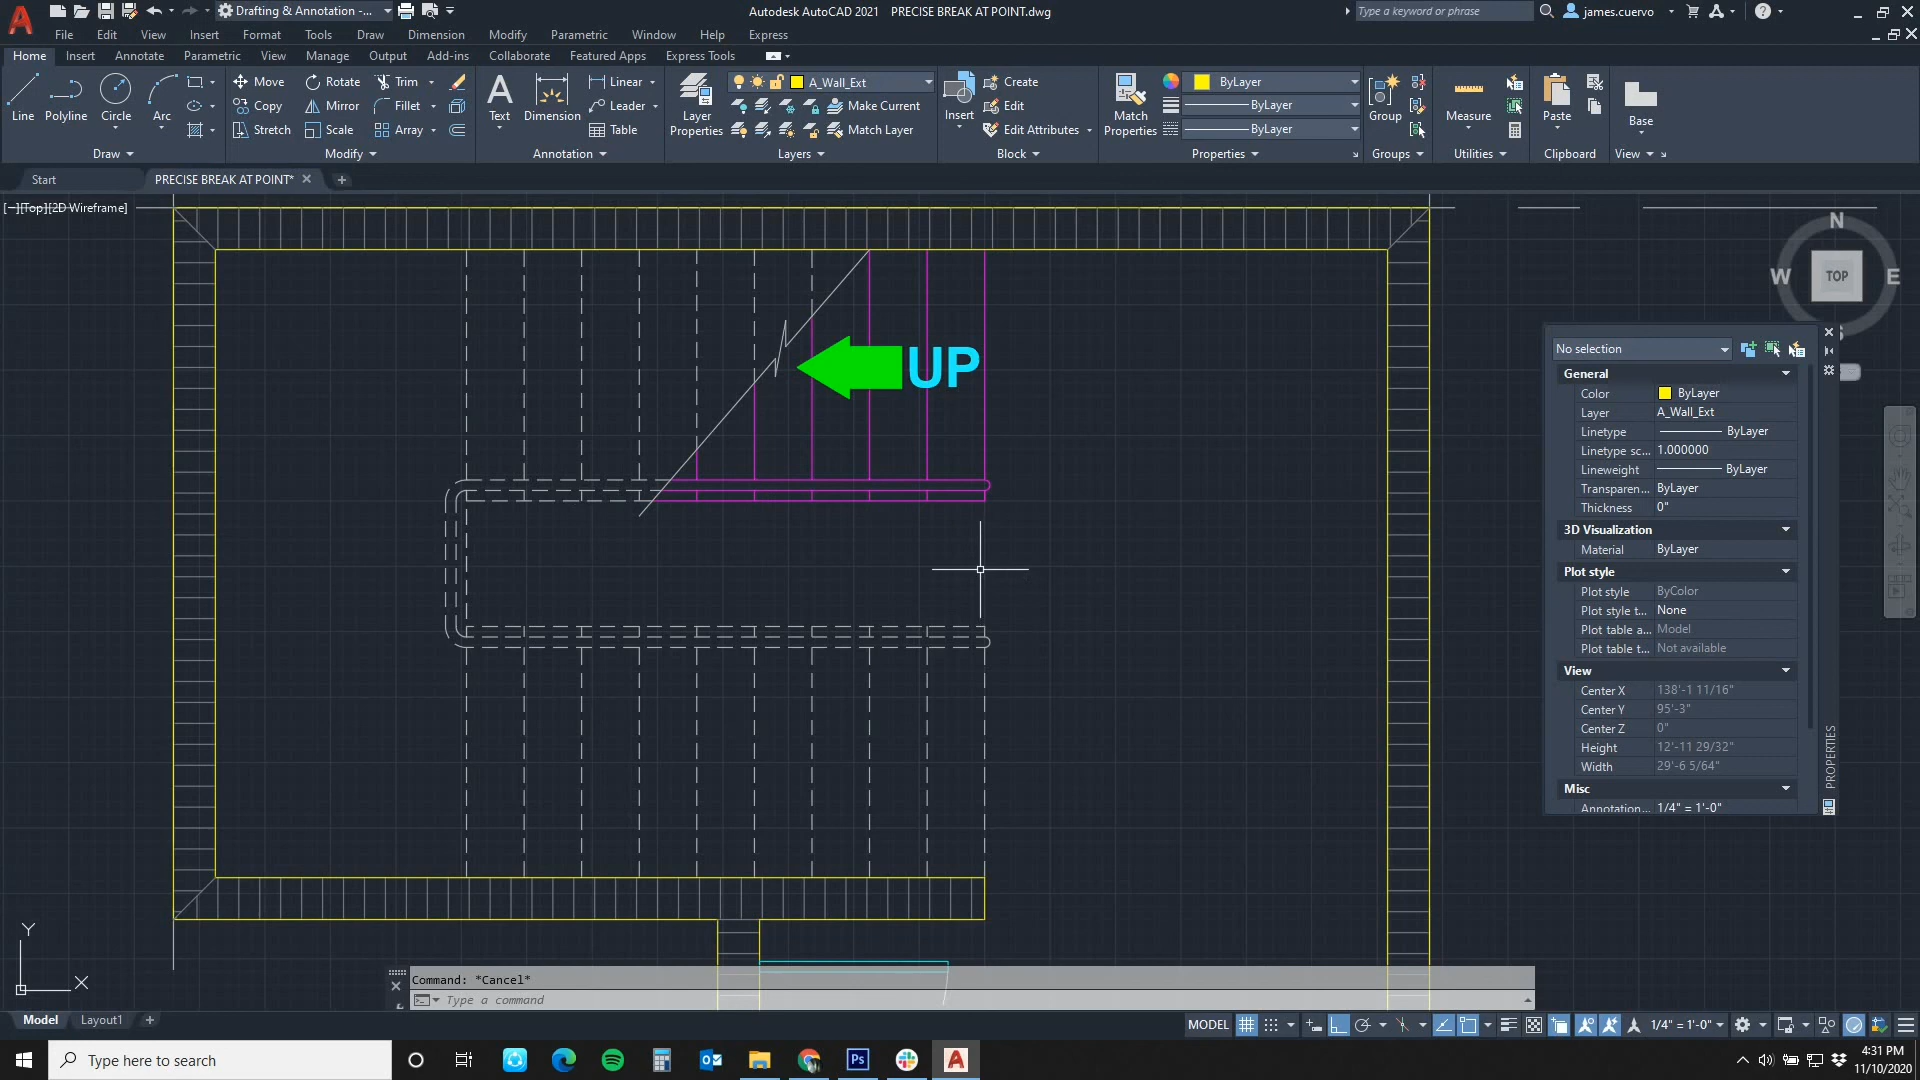 Drafting & Annotation -...
Autodesk AutoCAD 2021 PRECISE BREAK AT POINT.dwg
Type a keyword or phrase
james.cuervo
File Edit View Insert Format Tools Draw Dimension Modify Parametric Window Help Express
Home Insert Annotate Parametric View Manage Output Add-ins Collaborate Featured Apps Express Tools
Line Polyline Circle Arc
Move Rotate Trim
Copy Mirror Fillet
Stretch Scale Array
Text Dimension
Linear
Leader
Table
Layer Properties
A_Wall_Ext
Make Current
Match Layer
Insert
Create
Edit
Edit Attributes
Match Properties
ByLayer
ByLayer
ByLayer
Group
Measure
Paste
Base
Draw Modify Annotation Layers Block Properties Groups Utilities Clipboard View
Start PRECISE BREAK AT POINT*
[−][Top][2D Wireframe]
N
W TOP E
UP
No selection
General
Color ByLayer
Layer A_Wall_Ext
Linetype ByLayer
Linetype sc... 1.000000
Lineweight ByLayer
Transparen... ByLayer
Thickness 0"
3D Visualization
Material ByLayer
Plot style
Plot style ByColor
Plot style t... None
Plot table a... Model
Plot table t... Not available
View
Center X 138'-1 11/16"
Center Y 95'-3"
Center Z 0"
Height 12'-11 29/32"
Width 29'-6 5/64"
Misc
Annotation... 1/4" = 1'-0"
PROPERTIES
Y
X
Command: *Cancel*
Type a command
Model Layout1
MODEL
1/4" = 1'-0"
Type here to search
Ps
4:31 PM
11/10/2020